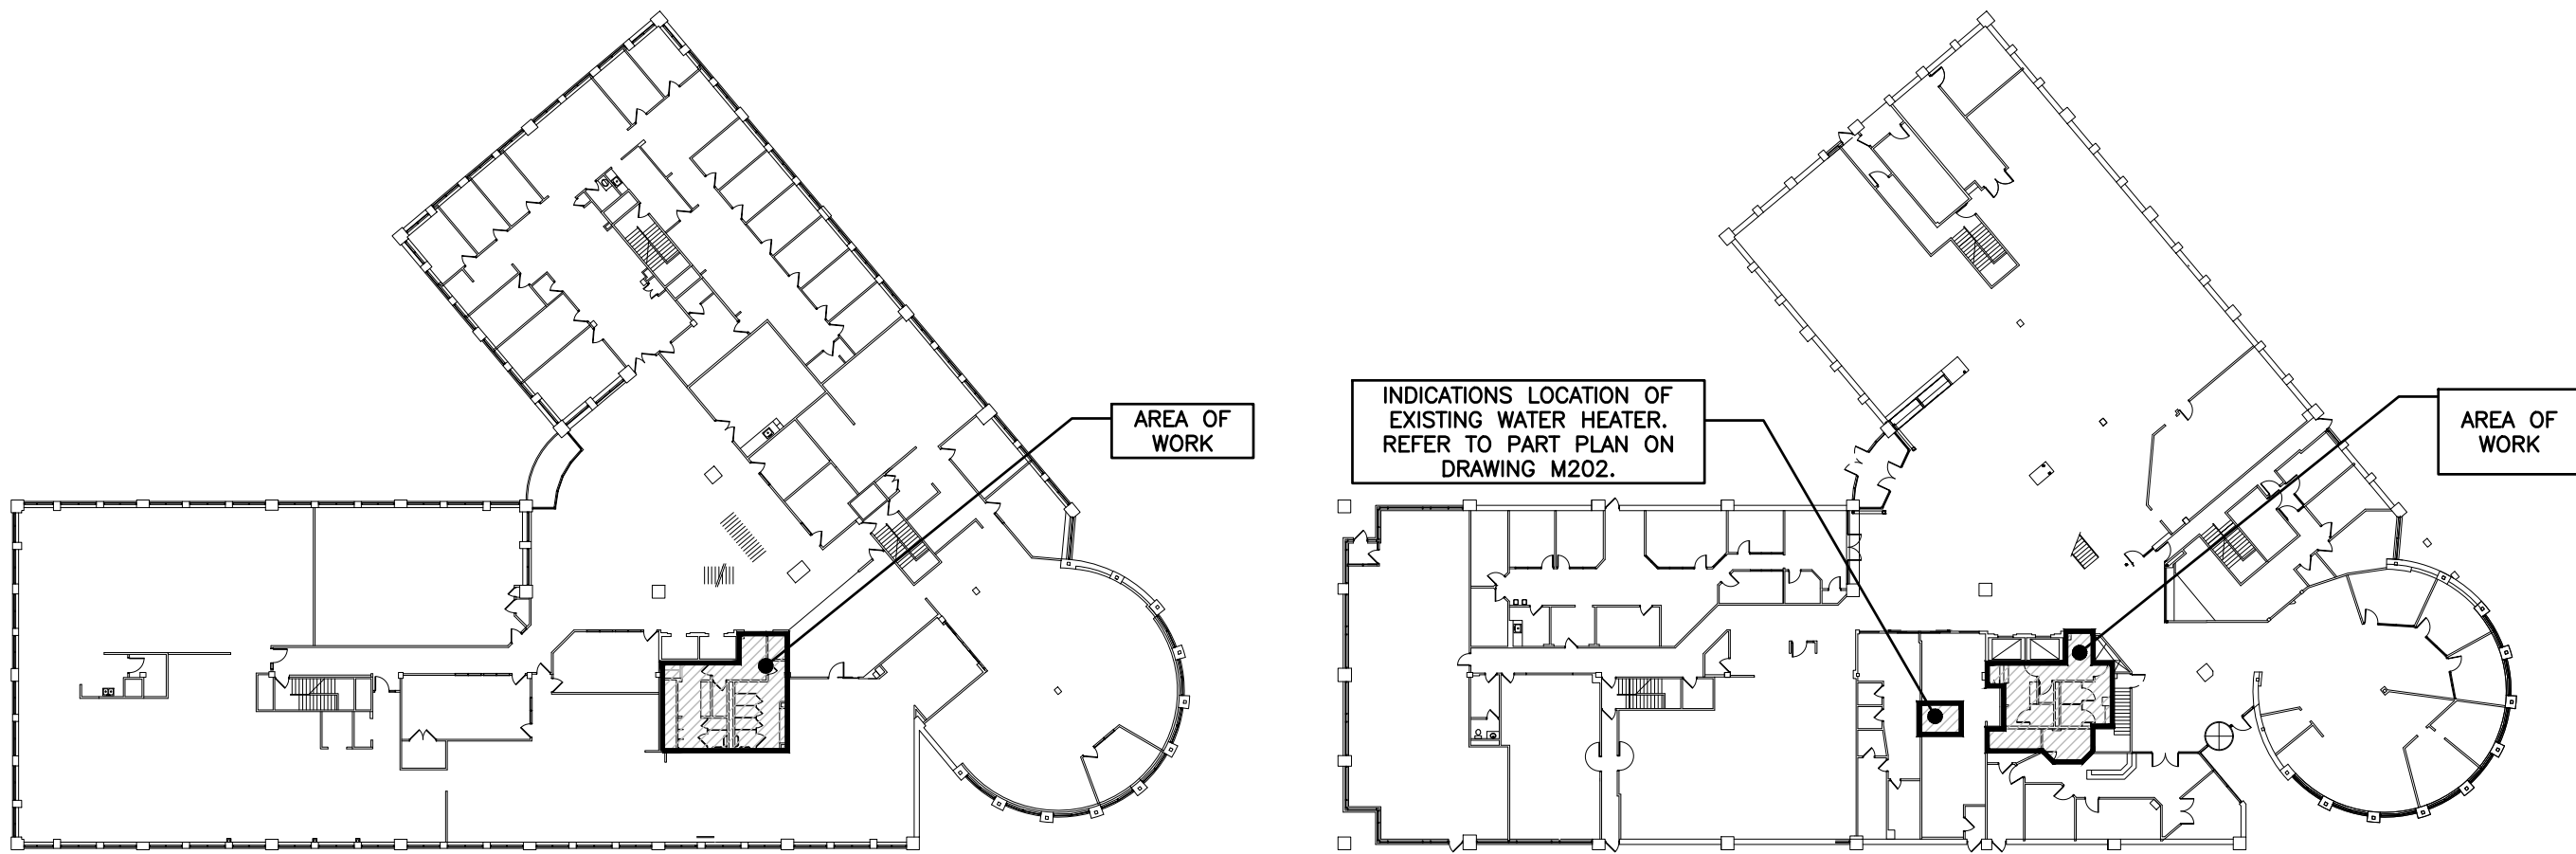 AREA OF
WORK
INDICATIONS LOCATION OF
EXISTING WATER HEATER.
REFER TO PART PLAN ON
DRAWING M202.
AREA OF
WORK